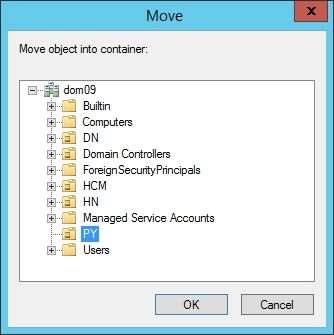 Move
x
Move object into container:
dom09
Builtin
Computers
DN
Domain Controllers
ForeignSecurityPrincipals
HCM
HN
Managed Service Accounts
PY
Users
OK
Cancel